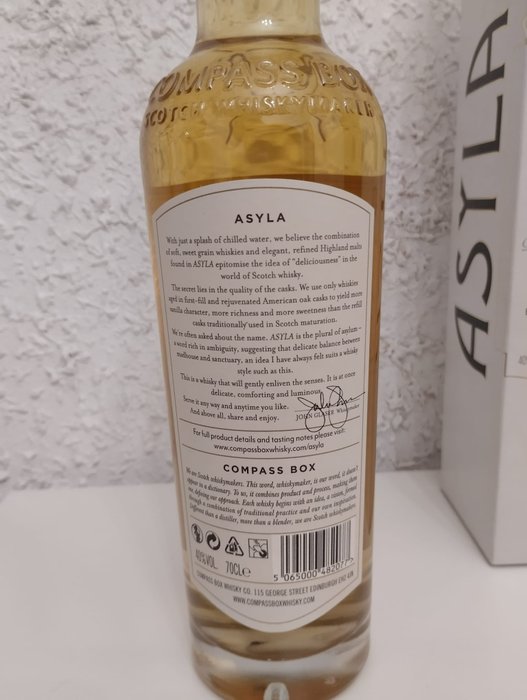 COMPASS BOX
SCOTCH WHISKYMAKER
ASYLA
With just a splash of chilled water, we believe the combination
of soft, sweet grain whiskies and elegant, refined Highland malts
found in ASYLA epitomise the idea of "deliciousness" in the
world of Scotch whisky.
The secret lies in the quality of the casks. We use only whiskies
aged in first-fill and rejuvenated American oak casks to yield more
vanilla character, more richness and more sweetness than the refill
casks traditionally used in Scotch maturation.
We're often asked about the name. ASYLA is the plural of asylum –
a word rich in ambiguity, suggesting that delicate balance between
madhouse and sanctuary, an idea I have always felt suits a whisky
style such as this.
This is a whisky that will gently enliven the senses. It is at once
delicate, comforting and luminous.
Serve it any way and anytime you like.
And above all, share and enjoy.
JOHN GLASER Whiskymaker
For full product details and tasting notes please visit:
www.compassboxwhisky.com/asyla
COMPASS BOX
We are Scotch whiskymakers. This word, whiskymaker, is our word, it doesn't
appear in a dictionary. To us, it combines product and process, making them
one, defining our approach. Each whisky begins with an idea, a vision, formed
through a combination of traditional practice and our own inspiration.
Different than a distiller, more than a blender, we are Scotch whiskymakers.
40%VOL. 70CLe
5 065000 482077
COMPASS BOX WHISKY CO. 115 GEORGE STREET EDINBURGH EH2 4JN
WWW.COMPASSBOXWHISKY.COM
ASYLA